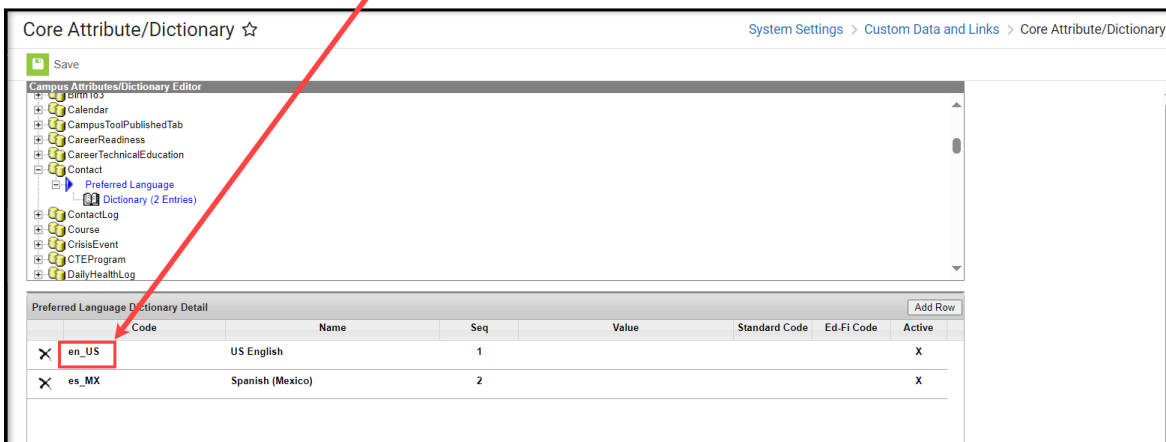 Core Attribute/Dictionary
System Settings > Custom Data and Links > Core Attribute/Dictionary
Save
Campus Attributes/Dictionary Editor
BirthTo3
Calendar
CampusToolPublishedTab
CareerReadiness
CareerTechnicalEducation
Contact
Preferred Language
Dictionary (2 Entries)
ContactLog
Course
CrisisEvent
CTEProgram
DailyHealthLog
Preferred Language Dictionary Detail Add Row
Code Name Seq Value Standard Code Ed-Fi Code Active
en_US US English 1 X
es_MX Spanish (Mexico) 2 X